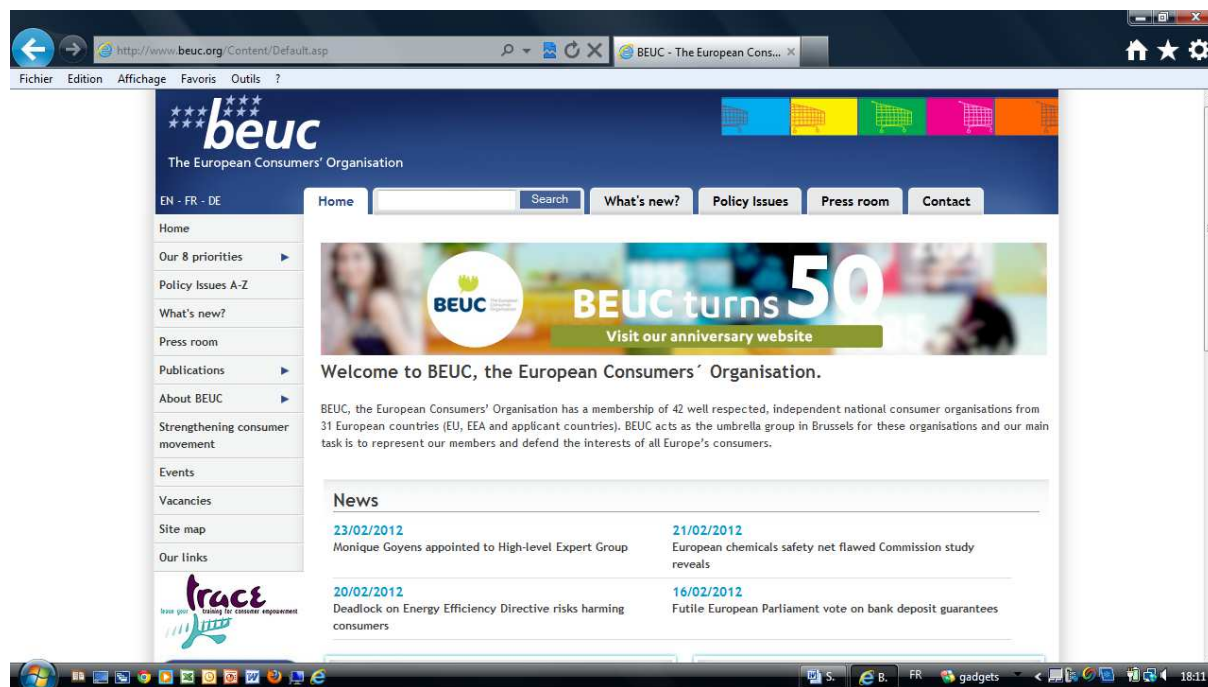 http://www.beuc.org/Content/Default.asp
BEUC - The European Cons...
Fichier Edition Affichage Favoris Outils ?
beuc
The European Consumers' Organisation
EN - FR - DE
Home
Search
What's new?
Policy Issues
Press room
Contact
Home
Our 8 priorities
Policy Issues A-Z
What's new?
Press room
Publications
About BEUC
Strengthening consumer
movement
Events
Vacancies
Site map
Our links
trace
training for consumer empowerment
BEUC
BEUC turns 50
Visit our anniversary website
Welcome to BEUC, the European Consumers´ Organisation.
BEUC, the European Consumers' Organisation has a membership of 42 well respected, independent national consumer organisations from
31 European countries (EU, EEA and applicant countries). BEUC acts as the umbrella group in Brussels for these organisations and our main
task is to represent our members and defend the interests of all Europe's consumers.
News
23/02/2012
Monique Goyens appointed to High-level Expert Group
21/02/2012
European chemicals safety net flawed Commission study
reveals
20/02/2012
Deadlock on Energy Efficiency Directive risks harming
consumers
16/02/2012
Futile European Parliament vote on bank deposit guarantees
S.
B.
FR
gadgets
18:11